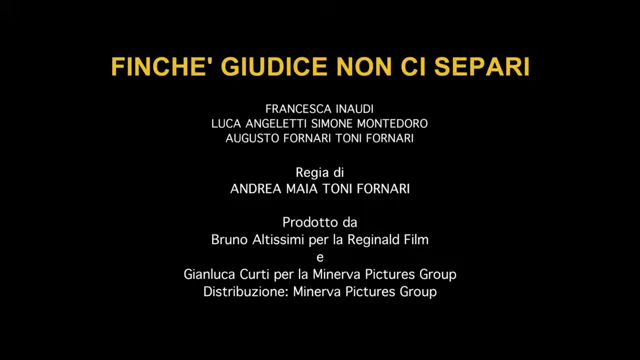 FINCHE' GIUDICE NON CI SEPARI
FRANCESCA INAUDI
LUCA ANGELETTI SIMONE MONTEDORO
AUGUSTO FORNARI TONI FORNARI
Regia di
ANDREA MAIA TONI FORNARI
Prodotto da
Bruno Altissimi per la Reginald Film
e
Gianluca Curti per la Minerva Pictures Group
Distribuzione: Minerva Pictures Group